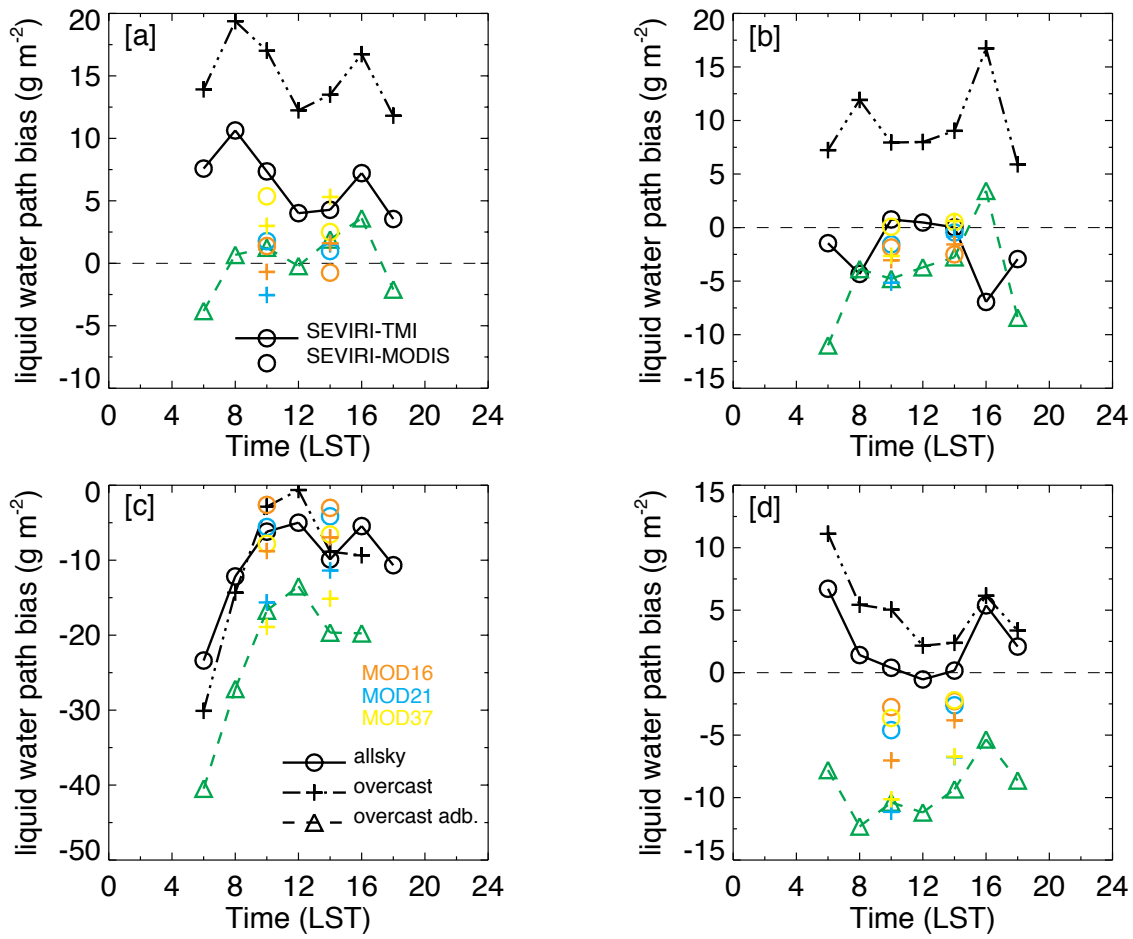 [a]
liquid water path bias (g m-2)
20
15
10
5
0
-5
-10
SEVIRI-TMI
SEVIRI-MODIS
0 4 8 12 16 20 24
Time (LST)
[b]
liquid water path bias (g m-2)
20
15
10
5
0
-5
-10
-15
0 4 8 12 16 20 24
Time (LST)
[c]
liquid water path bias (g m-2)
0
-10
-20
-30
-40
-50
MOD16
MOD21
MOD37
allsky
overcast
overcast adb.
0 4 8 12 16 20 24
Time (LST)
[d]
liquid water path bias (g m-2)
15
10
5
0
-5
-10
-15
0 4 8 12 16 20 24
Time (LST)